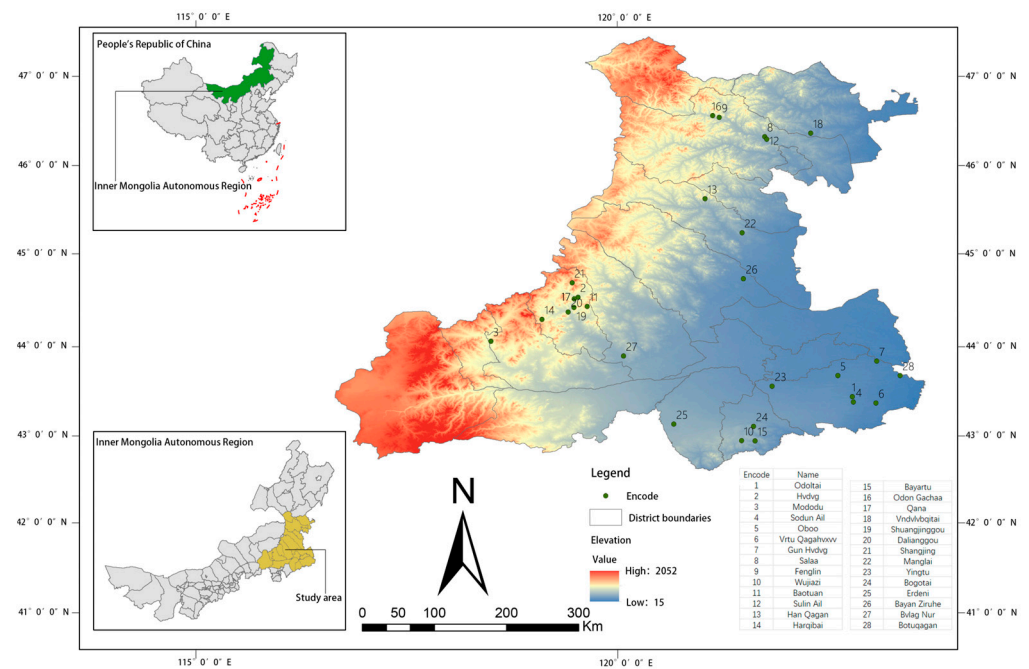 115° 0′ 0″ E
120° 0′ 0″ E
People's Republic of China
Inner Mongolia Autonomous Region
47° 0′ 0″ N
47° 0′ 0″ N
46° 0′ 0″ N
46° 0′ 0″ N
45° 0′ 0″ N
45° 0′ 0″ N
44° 0′ 0″ N
44° 0′ 0″ N
43° 0′ 0″ N
43° 0′ 0″ N
42° 0′ 0″ N
42° 0′ 0″ N
41° 0′ 0″ N
41° 0′ 0″ N
16
9
8
18
12
13
22
26
21
2
17
11
14
19
3
27
7
5
28
23
1
4
6
25
24
10
15
Inner Mongolia Autonomous Region
Study area
N
0 50 100 200 300
Km
Legend
Encode
District boundaries
Elevation
Value
High: 2052
Low: 15
Encode Name
1 Odoltai
2 Hvdvg
3 Mododu
4 Sodun Ail
5 Oboo
6 Vrtu Qagahvxvv
7 Gun Hvdvg
8 Salaa
9 Fenglin
10 Wujiazi
11 Baotuan
12 Sulin Ail
13 Han Qagan
14 Harqibai
15 Bayartu
16 Odon Gachaa
17 Qana
18 Vndvlvbqitai
19 Shuangjinggou
20 Dalianggou
21 Shangjing
22 Manglai
23 Yingtu
24 Bogotai
25 Erdeni
26 Bayan Ziruhe
27 Bvlag Nur
28 Botuqagan
115° 0′ 0″ E
120° 0′ 0″ E